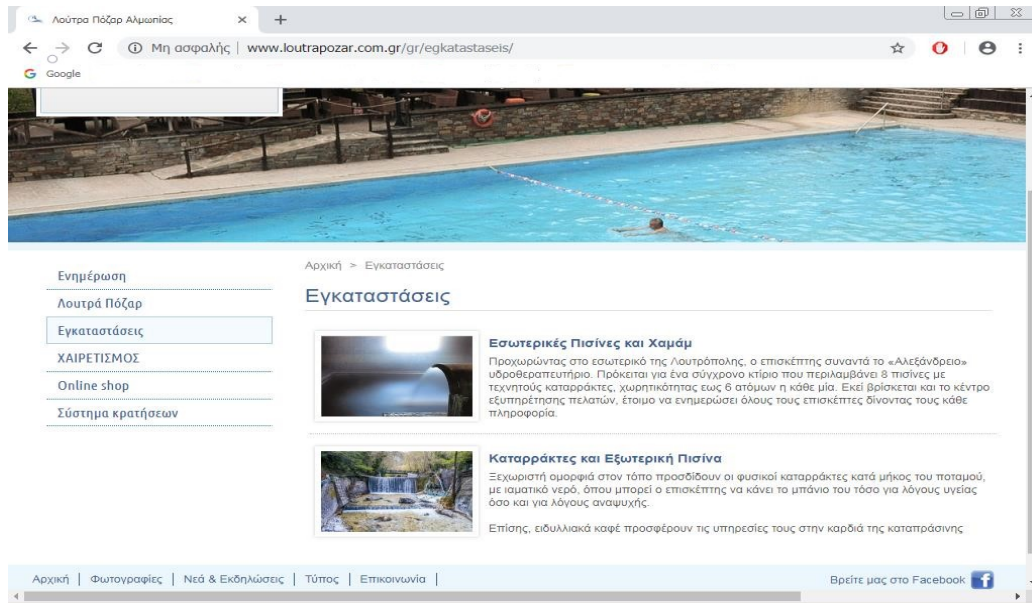 Λούτρα Πόζαρ Αλμωπίας
Μη ασφαλής | www.loutrapozar.com.gr/gr/egkatastaseis/
Google
Ενημέρωση
Λουτρά Πόζαρ
Εγκαταστάσεις
ΧΑΙΡΕΤΙΣΜΟΣ
Online shop
Σύστημα κρατήσεων
Αρχική > Εγκαταστάσεις
Εγκαταστάσεις
Εσωτερικές Πισίνες και Χαμάμ
Προχωρώντας στο εσωτερικό της Λουτρόπολης, ο επισκέπτης συναντά το «Αλεξάνδρειο»
υδροθεραπευτήριο. Πρόκειται για ένα σύγχρονο κτίριο που περιλαμβάνει 8 πισίνες με
τεχνητούς καταρράκτες, χωρητικότητας εως 6 ατόμων η κάθε μία. Εκεί βρίσκεται και το κέντρο
εξυπηρέτησης πελατών, έτοιμο να ενημερώσει όλους τους επισκέπτες δίνοντας τους κάθε
πληροφορία.
Καταρράκτες και Εξωτερική Πισίνα
Ξεχωριστή ομορφιά στον τόπο προσδίδουν οι φυσικοί καταρράκτες κατά μήκος του ποταμού,
με ιαματικό νερό, όπου μπορεί ο επισκέπτης να κάνει το μπάνιο του τόσο για λόγους υγείας
όσο και για λόγους αναψυχής.
Επίσης, ειδυλλιακά καφέ προσφέρουν τις υπηρεσίες τους στην καρδιά της καταπράσινης
Αρχική | Φωτογραφίες | Νεά & Εκδηλώσεις | Τύπος | Επικοινωνία |
Βρείτε μας στο Facebook